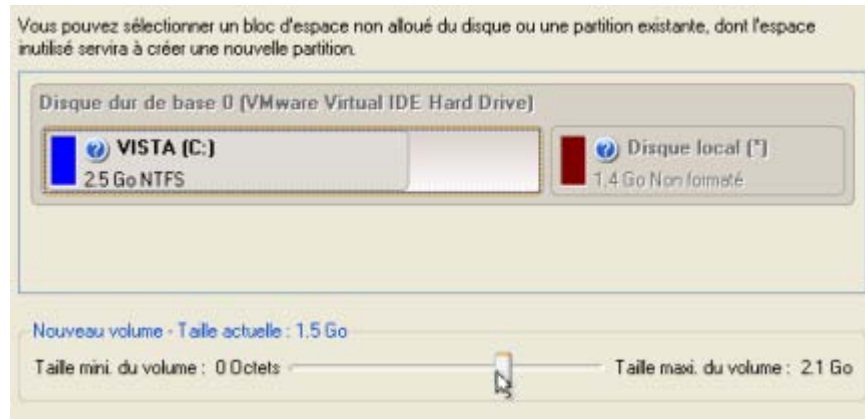 Vous pouvez sélectionner un bloc d'espace non alloué du disque ou une partition existante, dont l'espace
inutilisé servira à créer une nouvelle partition.
Disque dur de base 0 (VMware Virtual IDE Hard Drive)
VISTA (C:)
2.5 Go NTFS
Disque local (*)
1.4 Go Non formaté
Nouveau volume - Taille actuelle : 1.5 Go
Taille mini. du volume : 0 Octets
Taille maxi. du volume : 2.1 Go